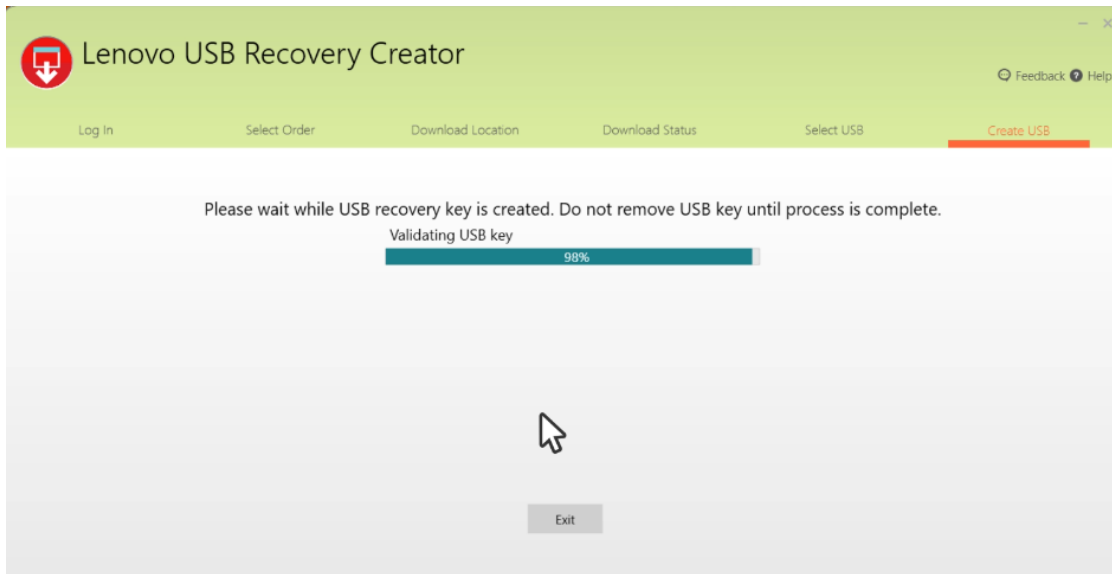 Lenovo USB Recovery Creator
Feedback Help
Log In Select Order Download Location Download Status Select USB Create USB
Please wait while USB recovery key is created. Do not remove USB key until process is complete.
Validating USB key
98%
Exit